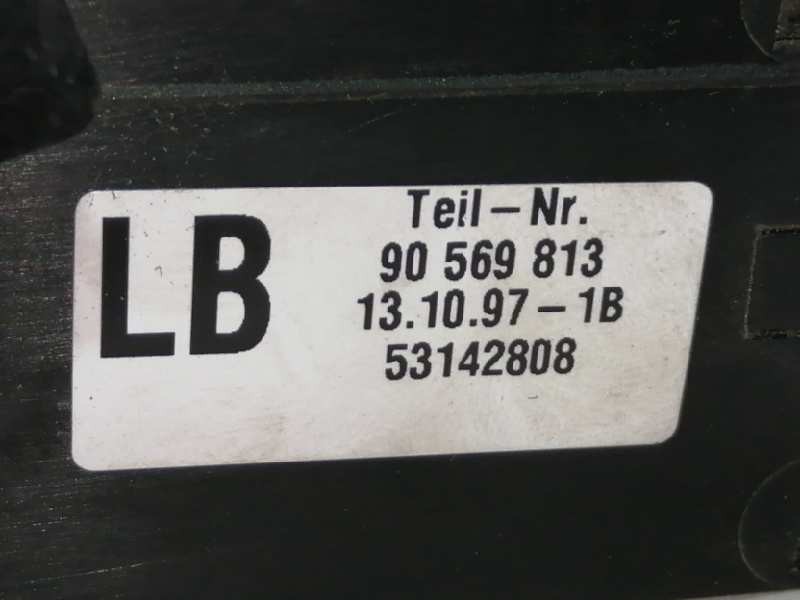 LB
Teil-Nr.
90 569 813
13.10.97-1B
53142808